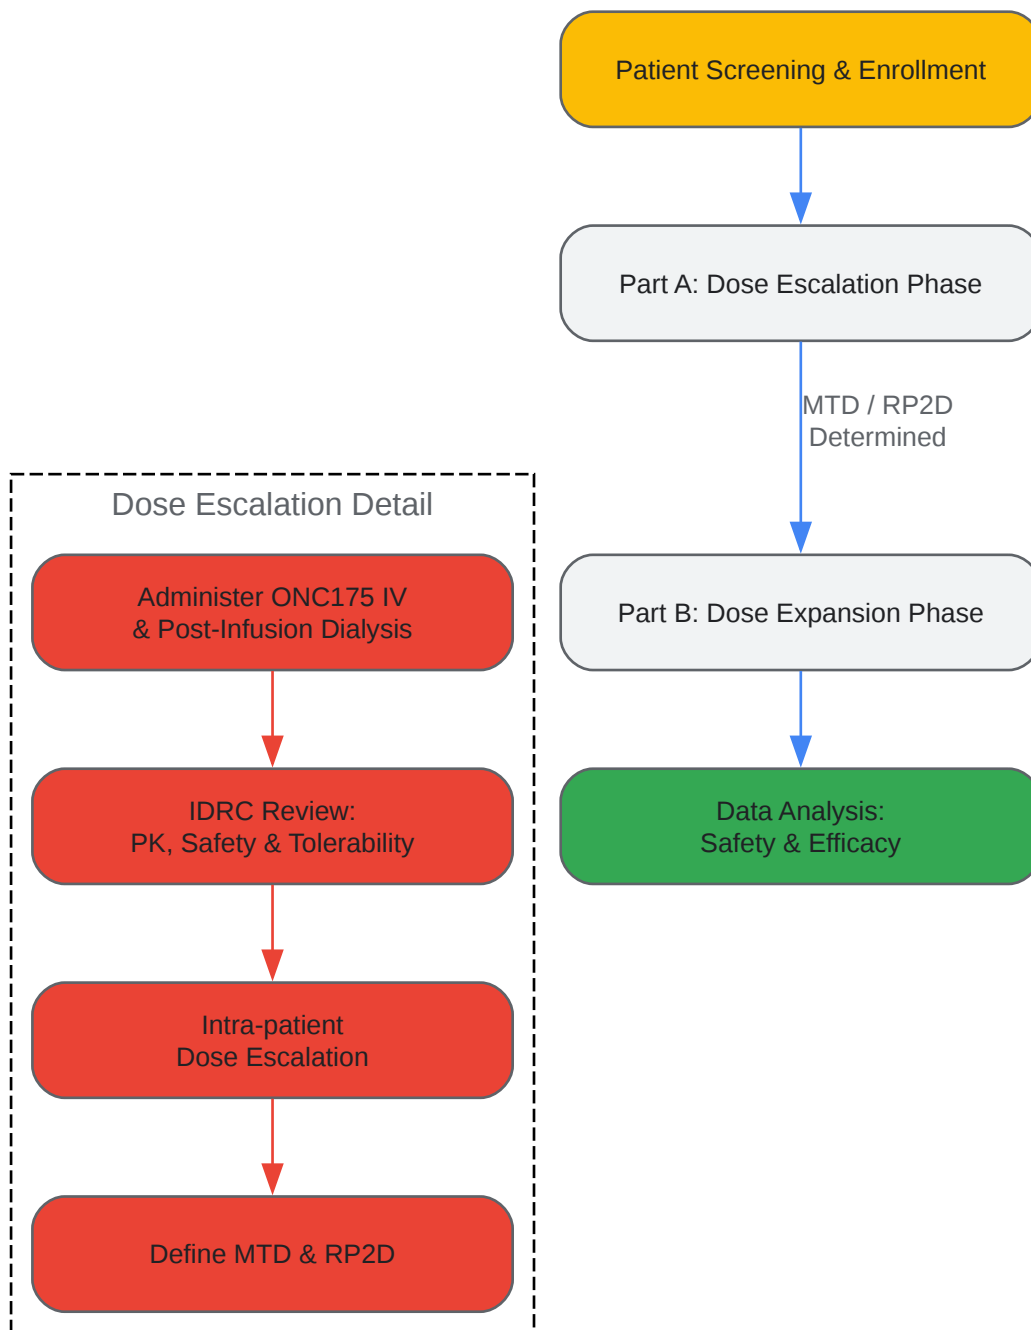 Patient Screening & Enrollment
Part A: Dose Escalation Phase
MTD / RP2D
Determined
Part B: Dose Expansion Phase
Data Analysis:
Safety & Efficacy
Dose Escalation Detail
Administer ONC175 IV
& Post-Infusion Dialysis
IDRC Review:
PK, Safety & Tolerability
Intra-patient
Dose Escalation
Define MTD & RP2D